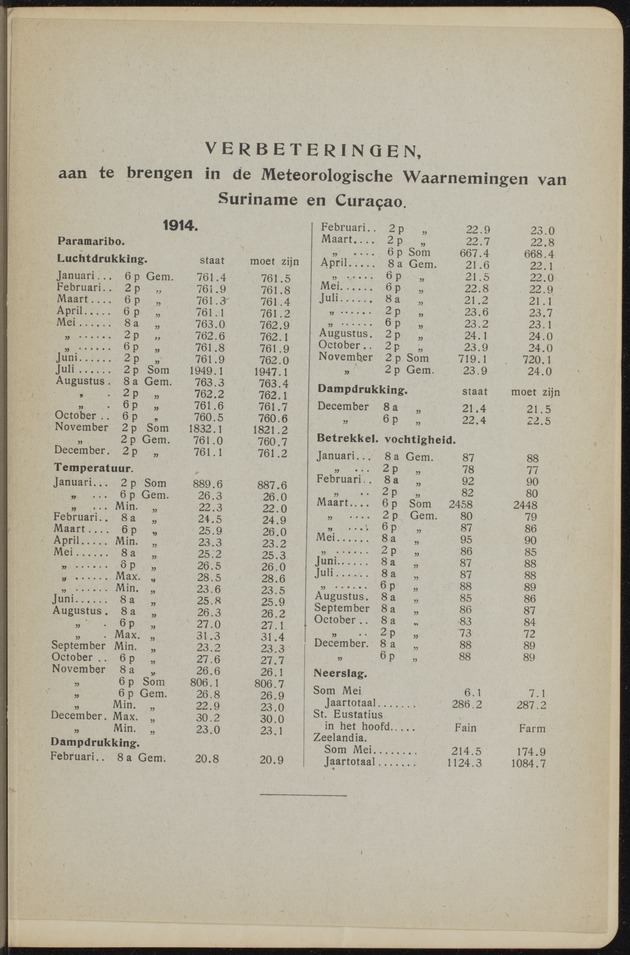 VERBETERINGEN,
aan te brengen in de Meteorologische Waarnemingen van
Suriname en Curaçao.
1914.
Paramaribo.
Luchtdrukking. staat moet zijn
Januari... 6 p Gem. 761.4 761.5
Februari.. 2 p „ 761.9 761.8
Maart.... 6 p „ 761.3 761.4
April..... 6 p „ 761.1 761.2
Mei...... 8 a „ 763.0 762.9
„ ...... 2 p „ 762.6 762.1
„ ...... 6 p „ 761.8 761.9
Juni...... 2 p „ 761.9 762.0
Juli...... 2 p Som 1949.1 1947.1
Augustus. 8 a Gem. 763.3 763.4
„ . 2 p „ 762.2 762.1
„ . 6 p „ 761.6 761.7
October .. 6 p „ 760.5 760.6
November 2 p Som 1832.1 1821.2
„ 2 p Gem. 761.0 760.7
December. 2 p „ 761.1 761.2
Temperatuur.
Januari... 2 p Som 889.6 887.6
„ ... 6 p Gem. 26.3 26.0
„ ... Min. „ 22.3 22.0
Februari.. 8 a „ 24.5 24.9
Maart.... 6 p „ 25.9 26.0
April..... Min. „ 23.3 23.2
Mei...... 8 a „ 25.2 25.3
„ ...... 6 p „ 26.5 26.0
„ ...... Max. „ 28.5 28.6
„ ...... Min. „ 23.6 23.5
Juni...... 8 a „ 25.8 25.9
Augustus. 8 a „ 26.3 26.2
„ . 6 p „ 27.0 27.1
„ . Max. „ 31.3 31.4
September Min. „ 23.2 23.3
October .. 6 p „ 27.6 27.7
November 8 a „ 26.6 26.1
„ 6 p Som 806.1 806.7
„ 6 p Gem. 26.8 26.9
„ Min. „ 22.9 23.0
December. Max. „ 30.2 30.0
„ Min. „ 23.0 23.1
Dampdrukking.
Februari.. 8 a Gem. 20.8 20.9
Februari.. 2 p „ 22.9 23.0
Maart.... 2 p „ 22.7 22.8
„ .... 6 p Som 667.4 668.4
April..... 8 a Gem. 21.6 22.1
„ ..... 6 p „ 21.5 22.0
Mei...... 6 p „ 22.8 22.9
Juli...... 8 a „ 21.2 21.1
„ ...... 2 p „ 23.6 23.7
„ ...... 6 p „ 23.2 23.1
Augustus. 2 p „ 24.1 24.0
October.. 2 p „ 23.9 24.0
November 2 p Som 719.1 720.1
„ 2 p Gem. 23.9 24.0
Dampdrukking. staat moet zijn
December 8 a „ 21.4 21.5
„ 6 p „ 22.4 22.5
Betrekkel. vochtigheid.
Januari... 8 a Gem. 87 88
„ ... 2 p „ 78 77
Februari.. 8 a „ 92 90
„ .. 2 p „ 82 80
Maart.... 6 p Som 2458 2448
„ .... 2 p Gem. 80 79
„ .... 6 p „ 87 86
Mei...... 8 a „ 95 90
„ ...... 2 p „ 86 85
Juni...... 8 a „ 87 88
Juli...... 8 a „ 87 88
„ ...... 6 p „ 88 89
Augustus. 8 a „ 85 86
September 8 a „ 86 87
October .. 8 a „ 83 84
„ .. 2 p „ 73 72
December. 8 a „ 88 89
„ 6 p „ 88 89
Neerslag.
Som Mei 6.1 7.1
Jaartotaal....... 286.2 287.2
St. Eustatius
in het hoofd..... Fain Farm
Zeelandia.
Som Mei........ 214.5 174.9
Jaartotaal....... 1124.3 1084.7